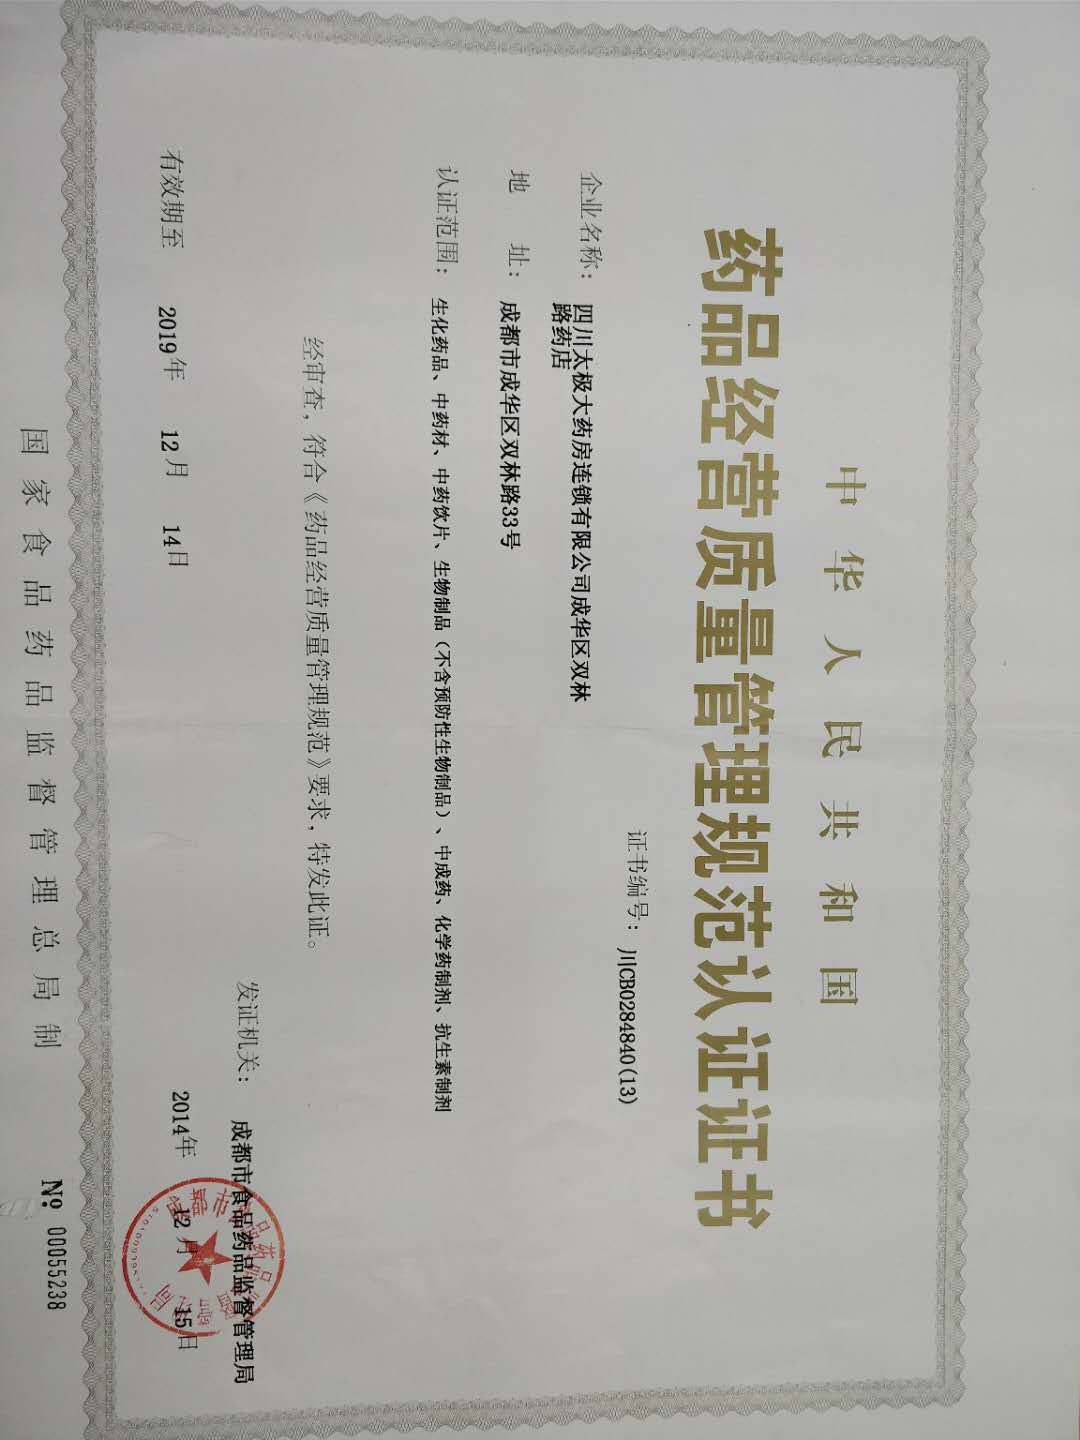 中华人民共和国
药品经营质量管理规范认证证书
证书编号：川CB0284840(13)
企业名称：四川太极大药房连锁有限公司成华区双林
路药店
地 址：成都市成华区双林路33号
认证范围：生化药品、中药材、中药饮片、生物制品（不含预防性生物制品）、中成药、化学药制剂、抗生素制剂
经审查，符合《药品经营质量管理规范》要求，特发此证。
发证机关：成都市食品药品监督管理局
有效期至 2019年 12月 14日
2014年 12月 15日
国家食品药品监督管理总局制
№ 00055238